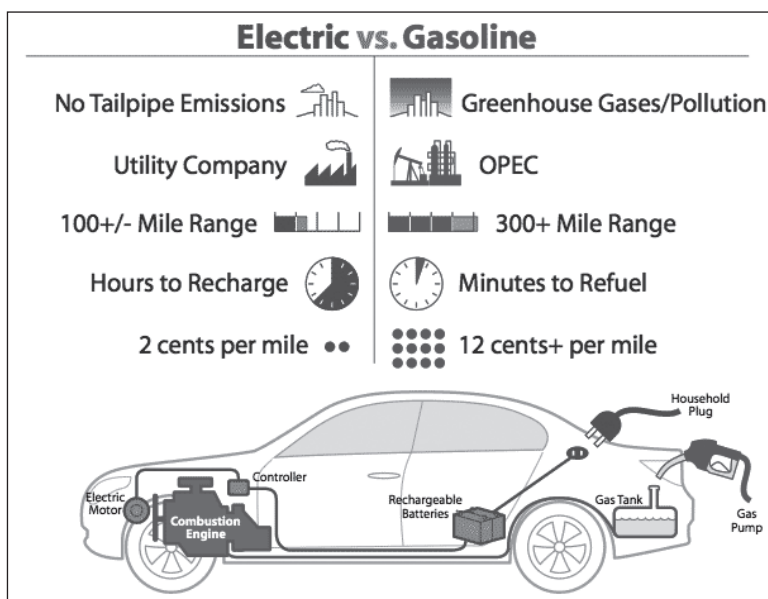 Electric vs. Gasoline
No Tailpipe Emissions
Greenhouse Gases/Pollution
Utility Company
OPEC
100+/- Mile Range
300+ Mile Range
Hours to Recharge
Minutes to Refuel
2 cents per mile
12 cents+ per mile
Household
Plug
Controller
Electric
Motor
Combustion
Engine
Rechargeable
Batteries
Gas Tank
Gas
Pump